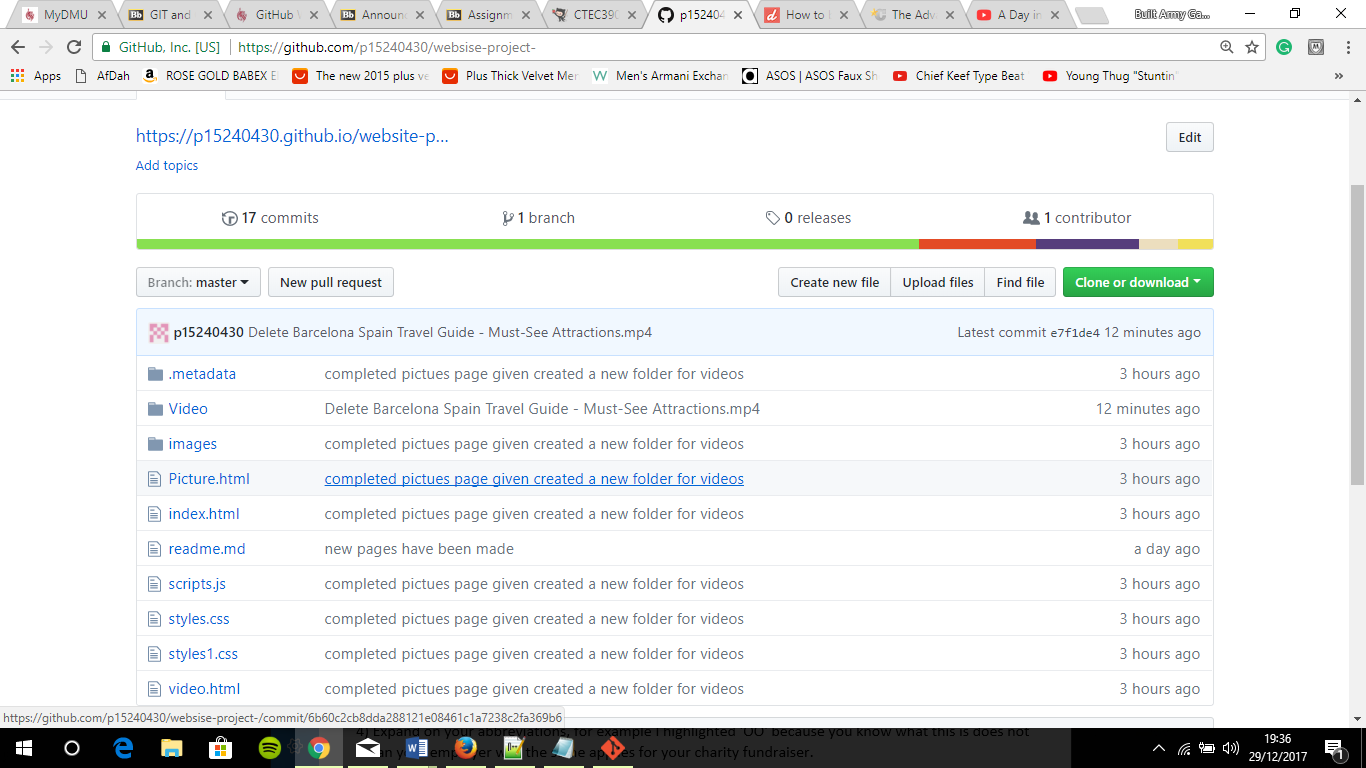 MyDMU
GIT and
GitHub
Announ
Assignm
CTEC390
p152404
How to
The Adv
A Day in
Built Army Ga...
GitHub, Inc. [US] https://github.com/p15240430/websise-project-
Apps AfDah ROSE GOLD BABEX The new 2015 plus ve Plus Thick Velvet Mer Men's Armani Exchan ASOS | ASOS Faux Sh Chief Keef Type Beat Young Thug "Stuntin' »
https://p15240430.github.io/website-p...
Edit
Add topics
17 commits 1 branch 0 releases 1 contributor
Branch: master New pull request Create new file Upload files Find file Clone or download
p15240430 Delete Barcelona Spain Travel Guide - Must-See Attractions.mp4 Latest commit e7f1de4 12 minutes ago
.metadata completed pictues page given created a new folder for videos 3 hours ago
Video Delete Barcelona Spain Travel Guide - Must-See Attractions.mp4 12 minutes ago
images completed pictues page given created a new folder for videos 3 hours ago
Picture.html completed pictues page given created a new folder for videos 3 hours ago
index.html completed pictues page given created a new folder for videos 3 hours ago
readme.md new pages have been made a day ago
scripts.js completed pictues page given created a new folder for videos 3 hours ago
styles.css completed pictues page given created a new folder for videos 3 hours ago
styles1.css completed pictues page given created a new folder for videos 3 hours ago
video.html completed pictues page given created a new folder for videos 3 hours ago
https://github.com/p15240430/websise-project-/commit/6b60c2cb8dda288121e08461c1a7238c2fa369b6
4) Expand on your abbreviations, for example I highlighted 'OO' because you know what this is does not
for your charity fundraiser.
19:36
29/12/2017
1